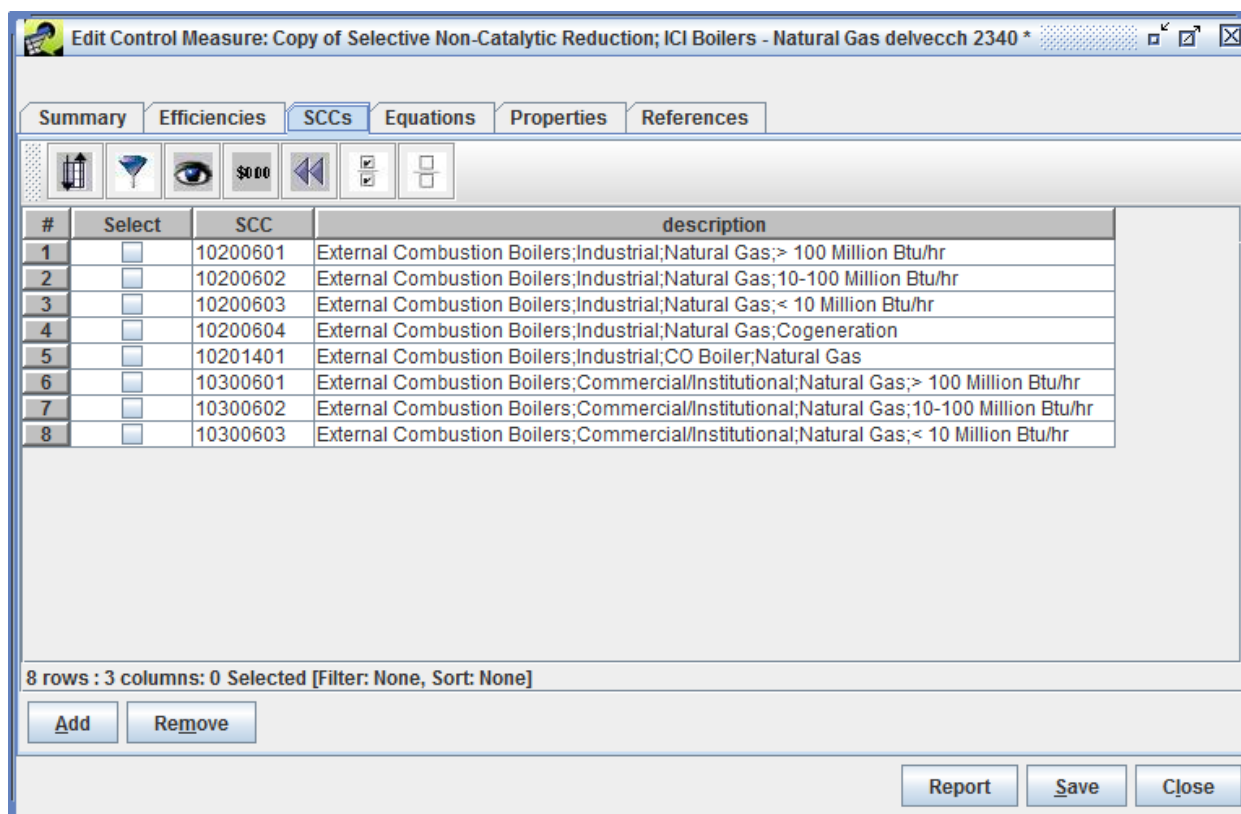 Edit Control Measure: Copy of Selective Non-Catalytic Reduction; ICI Boilers - Natural Gas delvecch 2340 *
Summary Efficiencies SCCs Equations Properties References
$0.00
# Select SCC description
1 10200601 External Combustion Boilers;Industrial;Natural Gas;> 100 Million Btu/hr
2 10200602 External Combustion Boilers;Industrial;Natural Gas;10-100 Million Btu/hr
3 10200603 External Combustion Boilers;Industrial;Natural Gas;< 10 Million Btu/hr
4 10200604 External Combustion Boilers;Industrial;Natural Gas;Cogeneration
5 10201401 External Combustion Boilers;Industrial;CO Boiler;Natural Gas
6 10300601 External Combustion Boilers;Commercial/Institutional;Natural Gas;> 100 Million Btu/hr
7 10300602 External Combustion Boilers;Commercial/Institutional;Natural Gas;10-100 Million Btu/hr
8 10300603 External Combustion Boilers;Commercial/Institutional;Natural Gas;< 10 Million Btu/hr
8 rows : 3 columns: 0 Selected [Filter: None, Sort: None]
Add Remove
Report Save Close